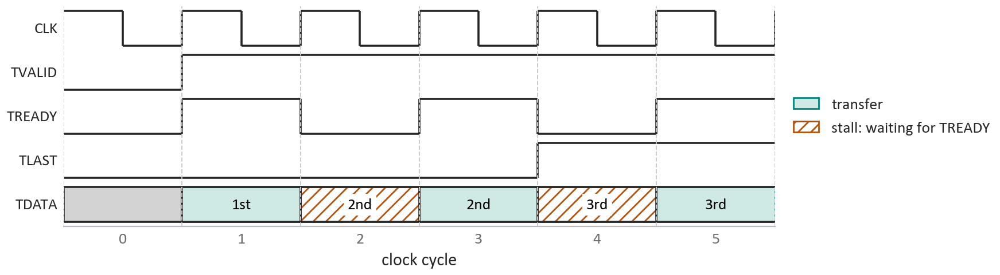 CLK
TVALID
TREADY
TLAST
TDATA
1st
2nd
2nd
3rd
3rd
0
1
2
3
4
5
clock cycle
transfer
stall: waiting for TREADY